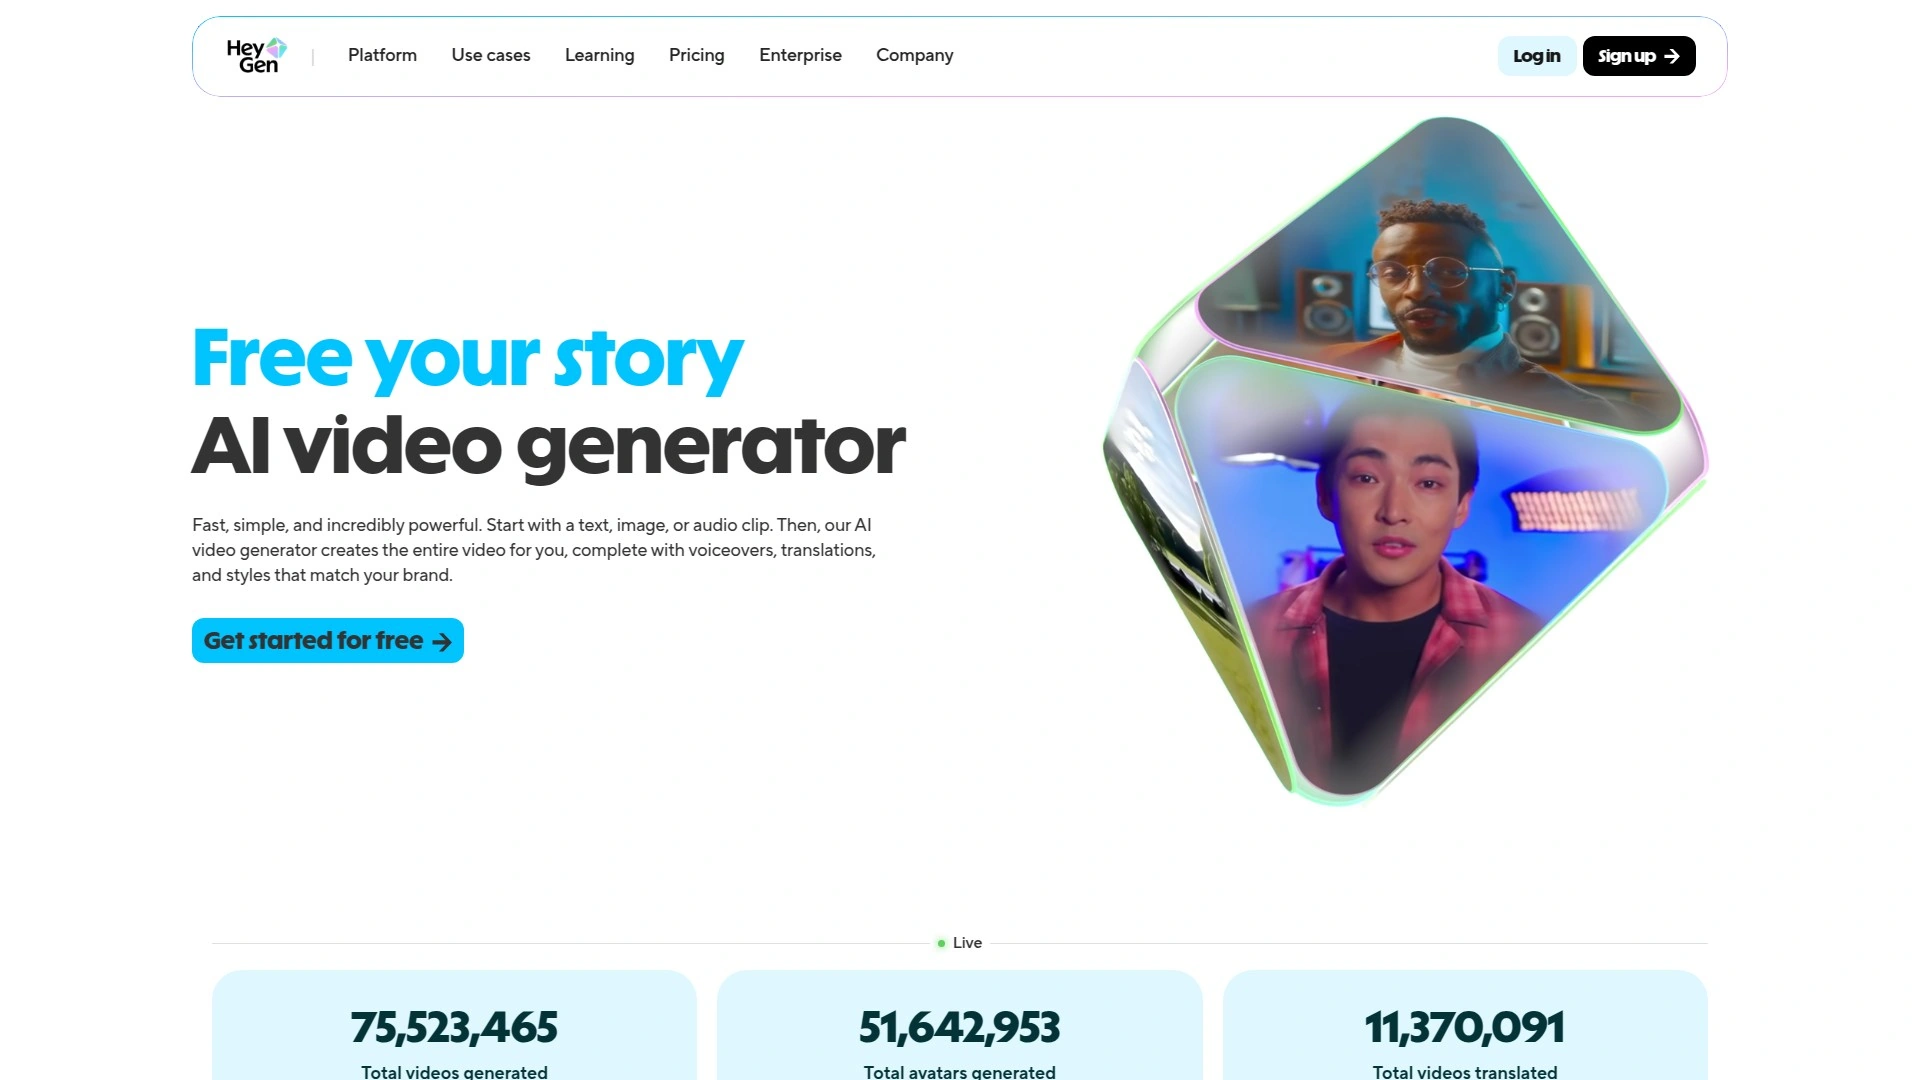 Hey
Gen
Platform
Use cases
Learning
Pricing
Enterprise
Company
Log in
Sign up →
Free your story
AI video generator
Fast, simple, and incredibly powerful. Start with a text, image, or audio clip. Then, our AI
video generator creates the entire video for you, complete with voiceovers, translations,
and styles that match your brand.
Get started for free →
Live
75,523,465
Total videos generated
51,642,953
Total avatars generated
11,370,091
Total videos translated